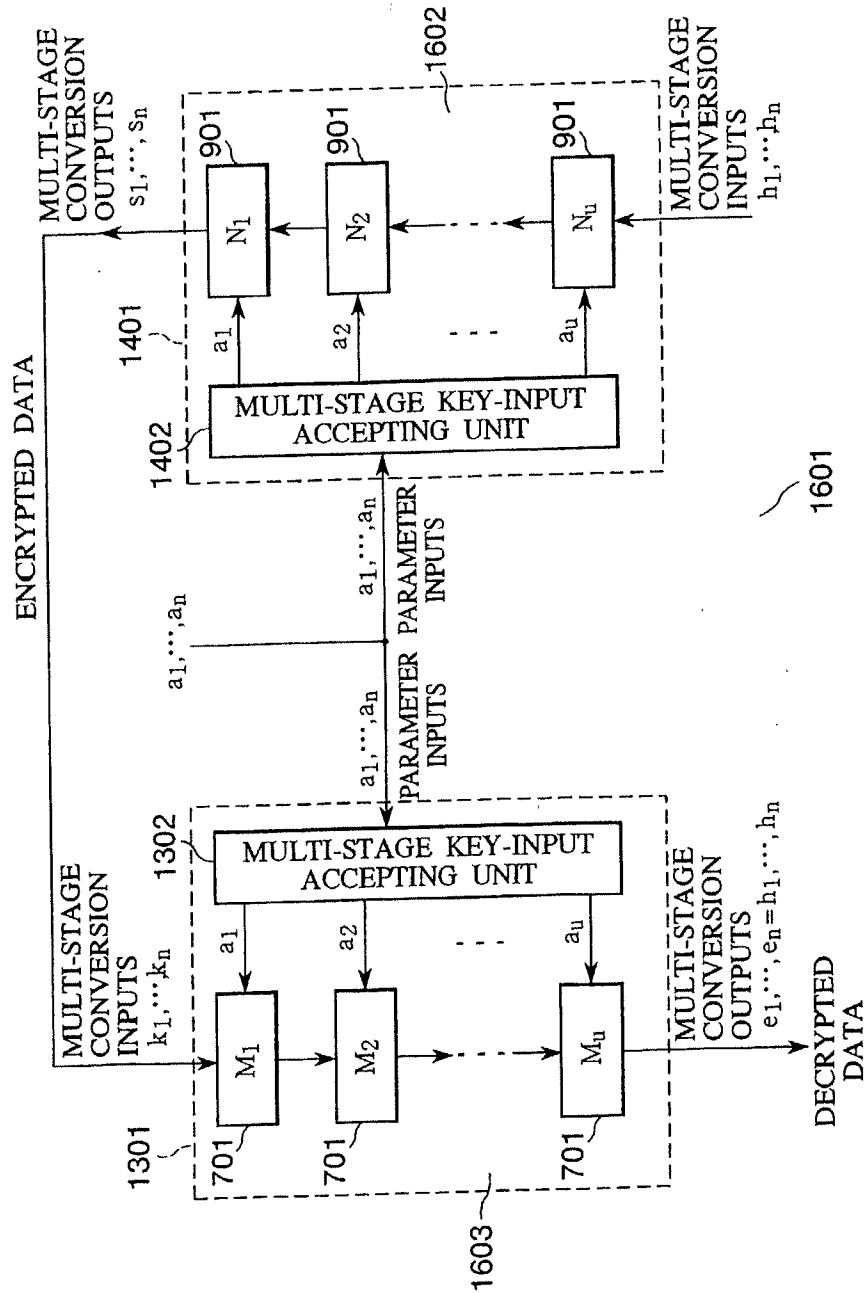 ENCRYPTED DATA
MULTI-STAGE
CONVERSION
INPUTS
k1,···,kn
1301
701
M1
701
M2
701
Mu
a1
a2
- - -
au
1302
MULTI-STAGE KEY-INPUT
ACCEPTING UNIT
1603
MULTI-STAGE
CONVERSION
OUTPUTS
e1,···,en=h1,···,hn
DECRYPTED
DATA
a1,···,an
a1,···,an
PARAMETER
INPUTS
a1,···,an
PARAMETER
INPUTS
1401
1402
MULTI-STAGE KEY-INPUT
ACCEPTING UNIT
a1
a2
- - -
au
N1
901
N2
901
Nu
901
MULTI-STAGE
CONVERSION
OUTPUTS
s1,···,sn
1602
MULTI-STAGE
CONVERSION
INPUTS
h1,···,hn
1601